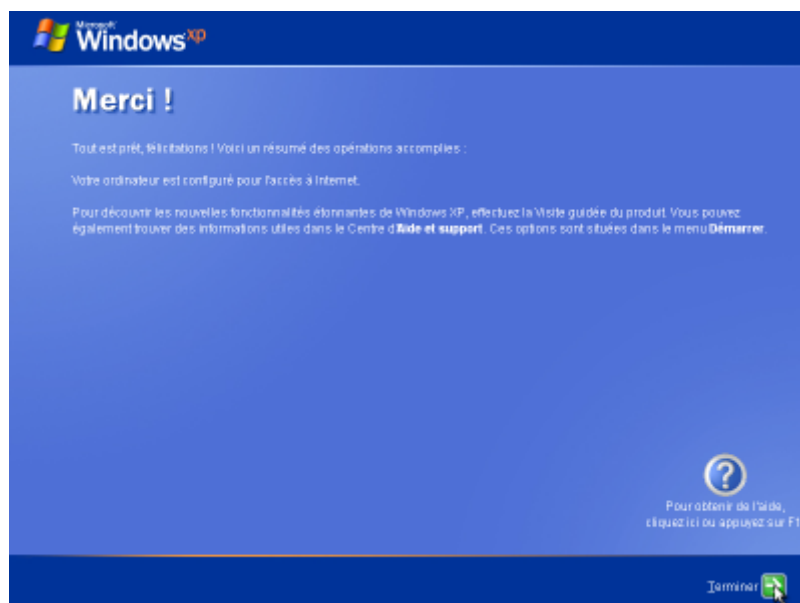 Microsoft
Windows xp
Merci !
Tout est prêt, félicitations ! Voici un résumé des opérations accomplies :
Votre ordinateur est configuré pour l'accès à Internet.
Pour découvrir les nouvelles fonctionnalités étonnantes de Windows XP, effectuez la Visite guidée du produit. Vous pouvez
également trouver des informations utiles dans le Centre d'Aide et support. Ces options sont situées dans le menu Démarrer.
Pour obtenir de l'aide,
cliquez ici ou appuyez sur F1
Terminer